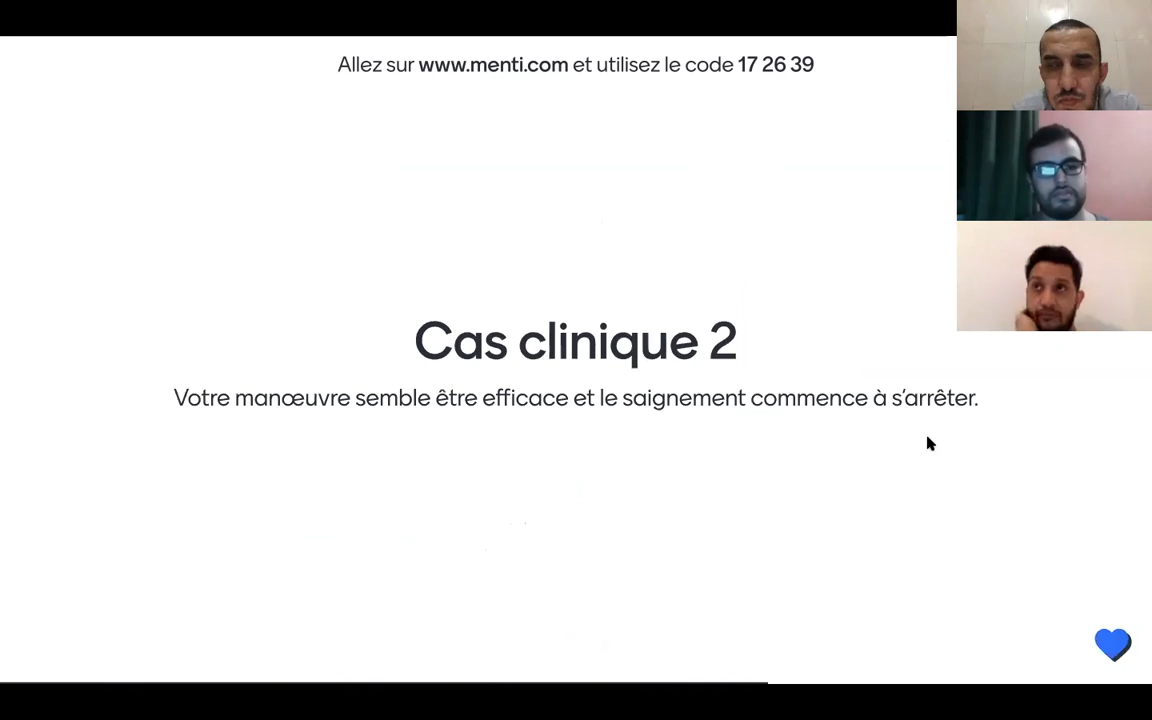 Allez sur www.menti.com et utilisez le code 17 26 39
Cas clinique 2
Votre manœuvre semble être efficace et le saignement commence à s'arrêter.